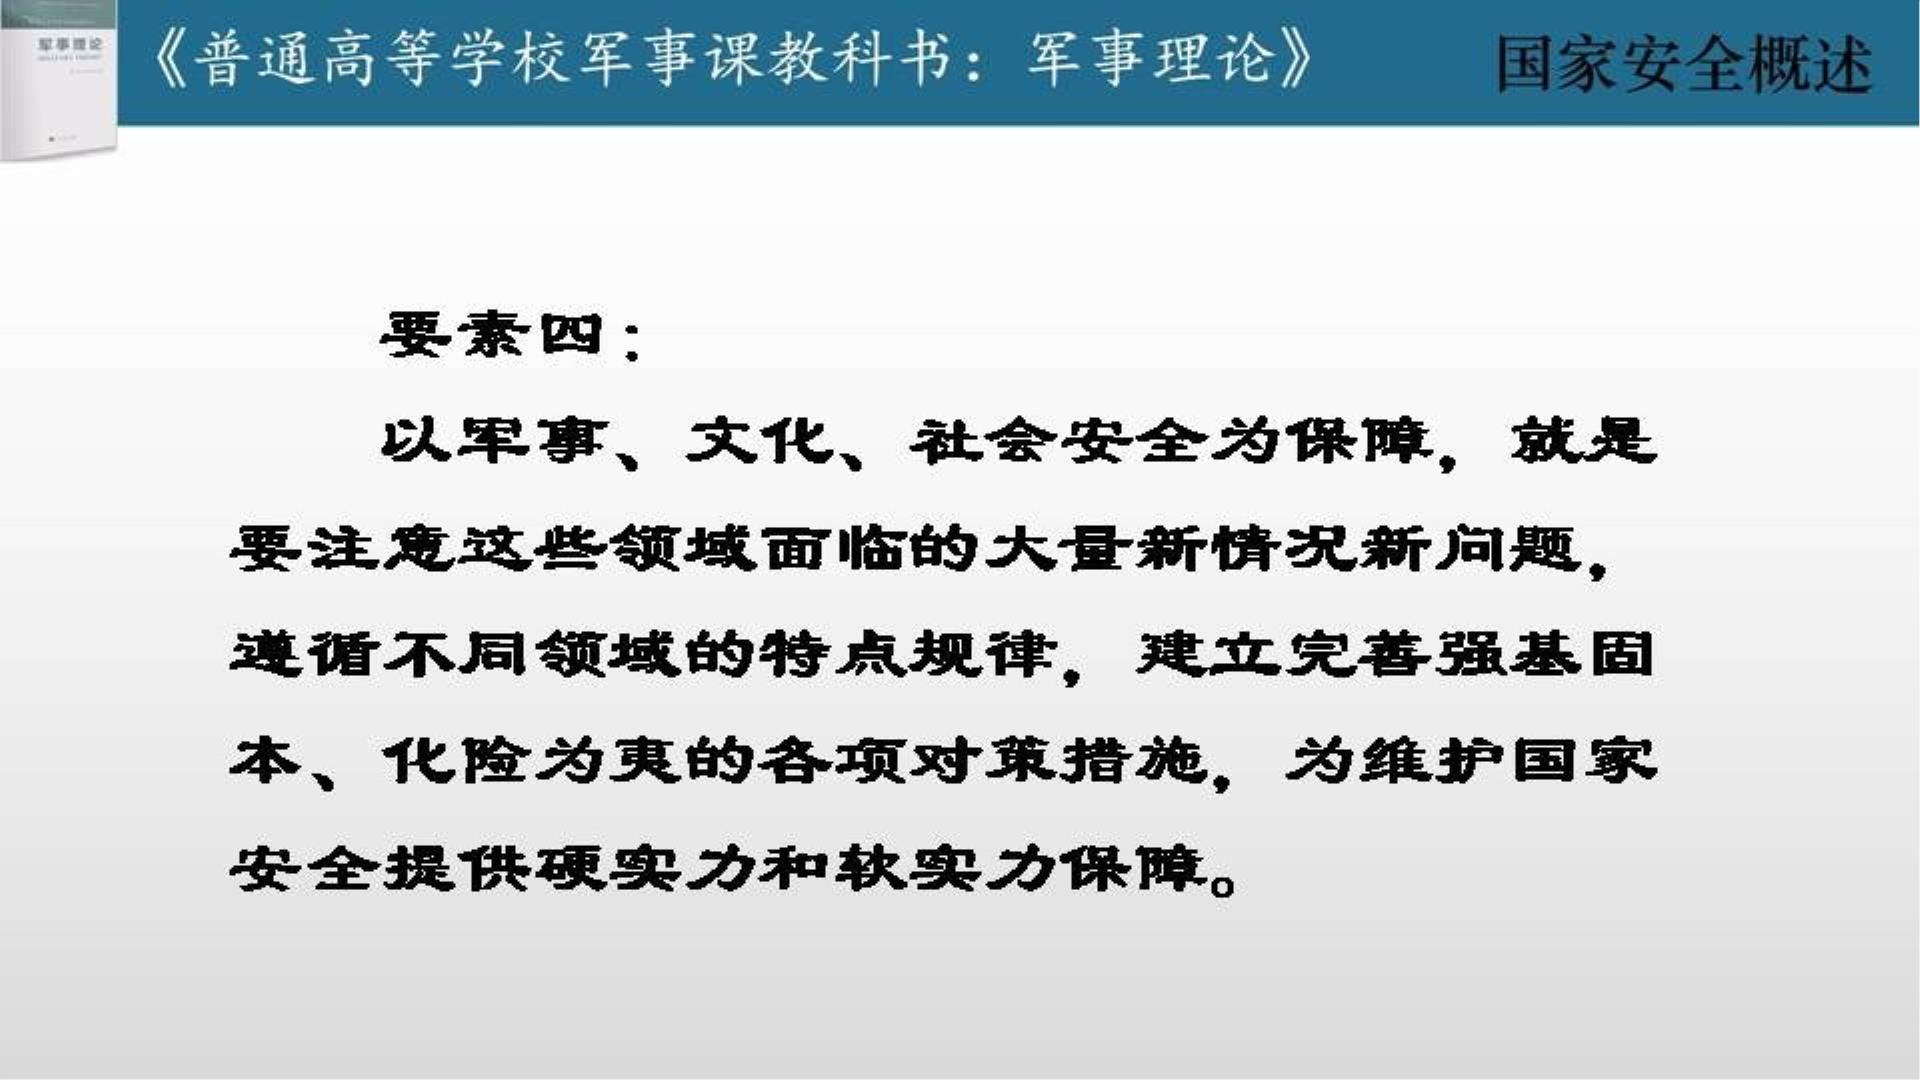 军事理论
《普通高等学校军事课教科书：军事理论》
国家安全概述
要素四：
以军事、文化、社会安全为保障，就是
要注意这些领域面临的大量新情况新问题，
遵循不同领域的特点规律，建立完善强基固
本、化险为夷的各项对策措施，为维护国家
安全提供硬实力和软实力保障。